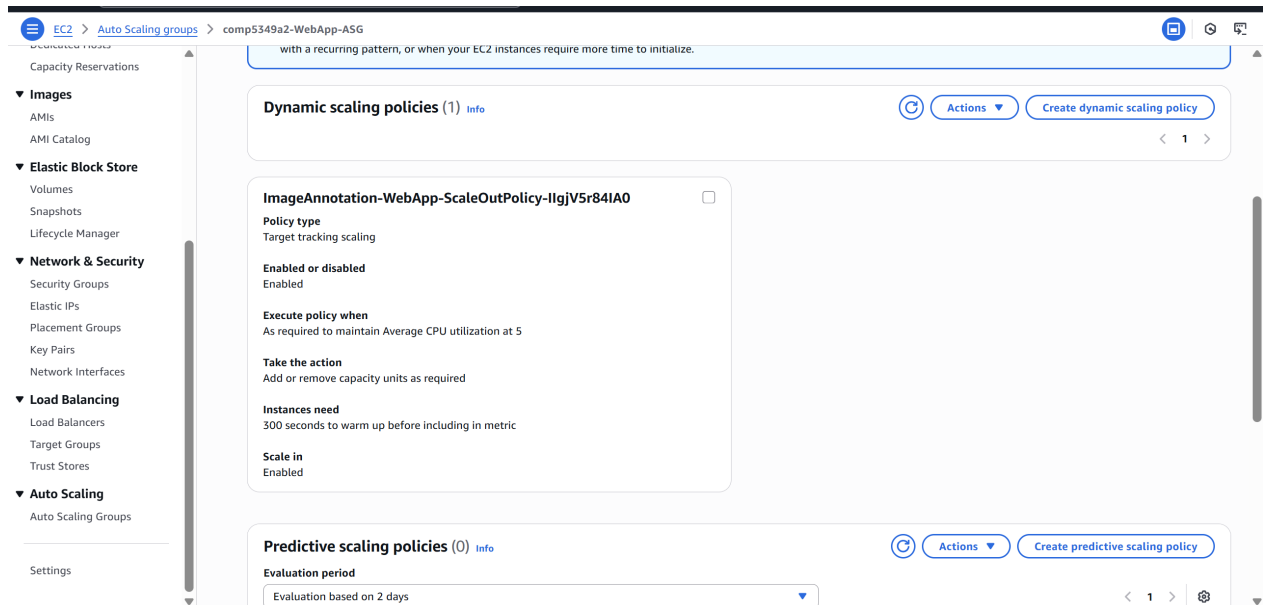 EC2 > Auto Scaling groups > comp5349a2-WebApp-ASG
Dedicated Hosts
Capacity Reservations
Images
AMIs
AMI Catalog
Elastic Block Store
Volumes
Snapshots
Lifecycle Manager
Network & Security
Security Groups
Elastic IPs
Placement Groups
Key Pairs
Network Interfaces
Load Balancing
Load Balancers
Target Groups
Trust Stores
Auto Scaling
Auto Scaling Groups
Settings
with a recurring pattern, or when your EC2 instances require more time to initialize.
Dynamic scaling policies (1) Info
Actions
Create dynamic scaling policy
< 1 >
ImageAnnotation-WebApp-ScaleOutPolicy-IIgjV5r84IA0
Policy type
Target tracking scaling
Enabled or disabled
Enabled
Execute policy when
As required to maintain Average CPU utilization at 5
Take the action
Add or remove capacity units as required
Instances need
300 seconds to warm up before including in metric
Scale in
Enabled
Predictive scaling policies (0) Info
Actions
Create predictive scaling policy
Evaluation period
Evaluation based on 2 days
< 1 >